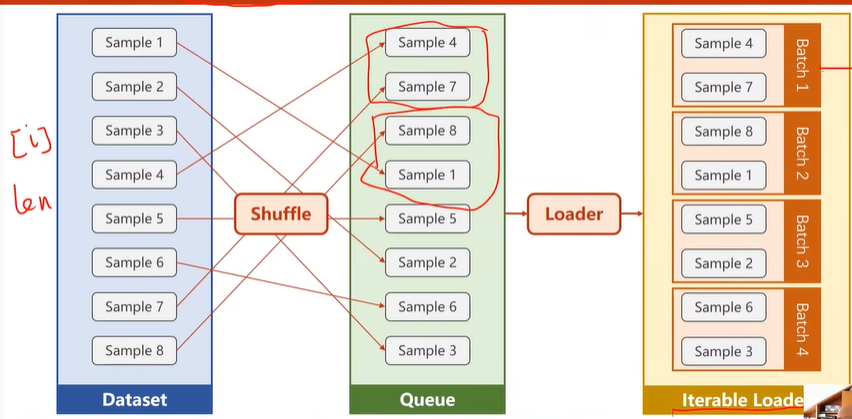 Sample 1
Sample 2
Sample 3
Sample 4
Sample 5
Sample 6
Sample 7
Sample 8
Dataset
[i]
len
Shuffle
Sample 4
Sample 7
Sample 8
Sample 1
Sample 5
Sample 2
Sample 6
Sample 3
Queue
Loader
Sample 4
Sample 7
Batch 1
Sample 8
Sample 1
Batch 2
Sample 5
Sample 2
Batch 3
Sample 6
Sample 3
Batch 4
Iterable Loade